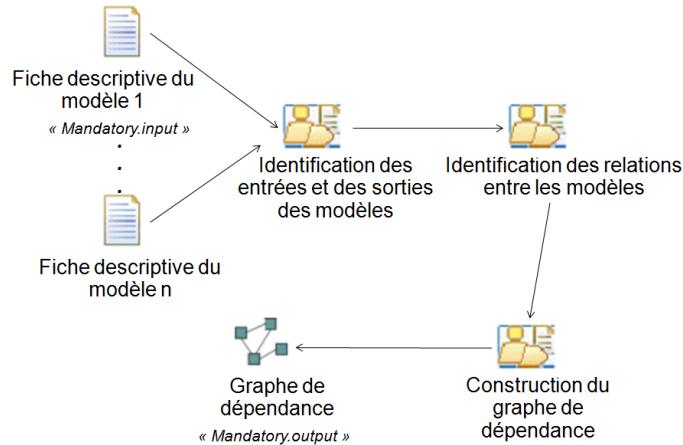 Fiche descriptive du
modèle 1
« Mandatory.input »
Identification des
entrées et des sorties
des modèles
Identification des relations
entre les modèles
Fiche descriptive du
modèle n
Graphe de
dépendance
« Mandatory.output »
Construction du
graphe de
dépendance